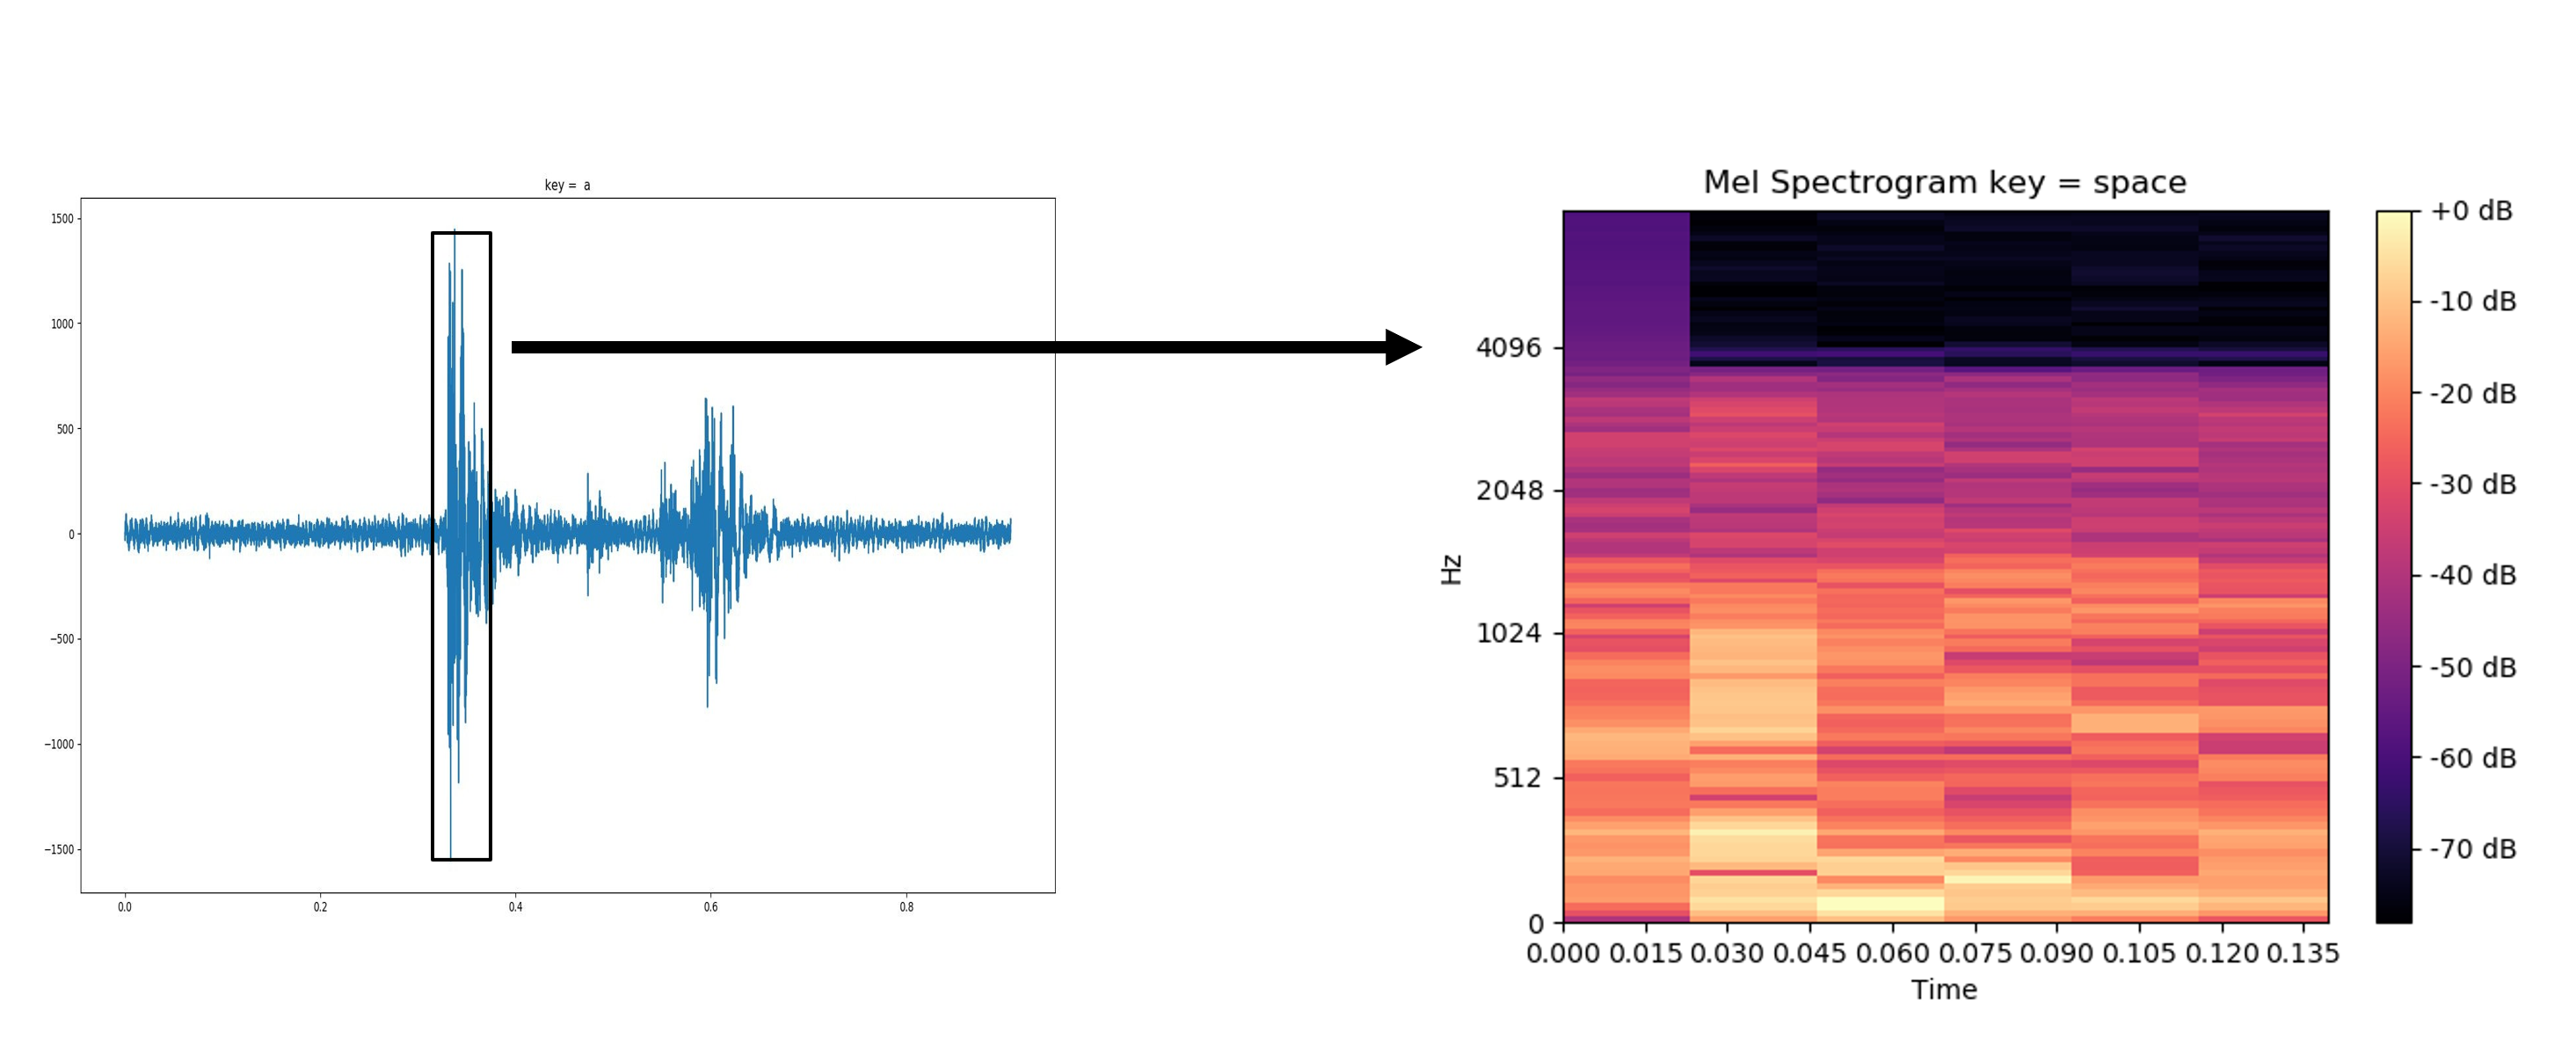 key = a
1500
1000
500
0
−500
−1000
−1500
0.0 0.2 0.4 0.6 0.8
Mel Spectrogram key = space
Hz
4096
2048
1024
512
0
0.000 0.015 0.030 0.045 0.060 0.075 0.090 0.105 0.120 0.135
Time
+0 dB
-10 dB
-20 dB
-30 dB
-40 dB
-50 dB
-60 dB
-70 dB